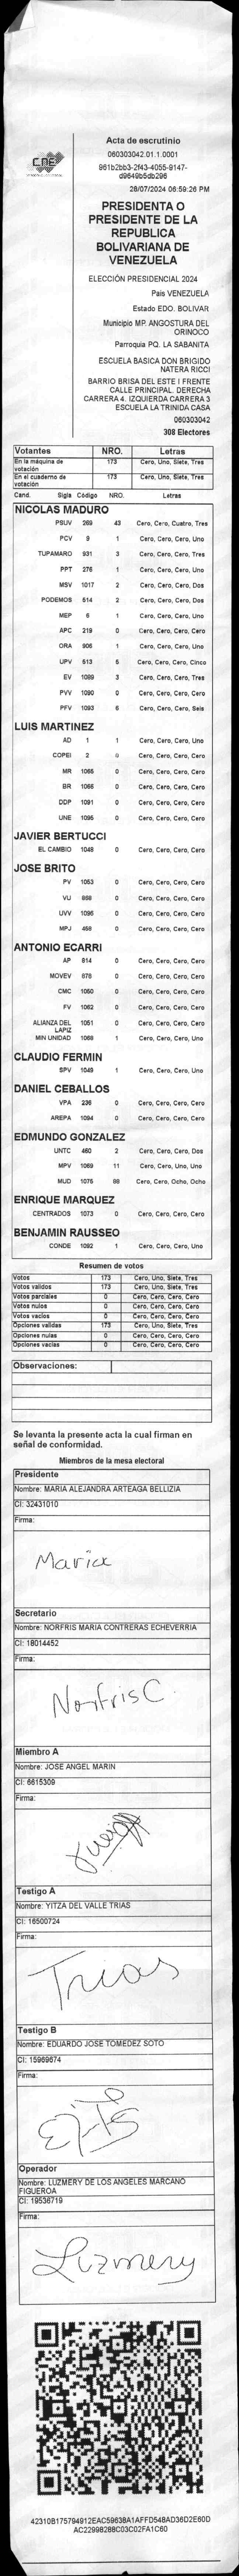 CNE
Acta de escrutinio
060303042.01.1.0001
961b2bb3-2f43-4055-9147-
d9649b5db296
28/07/2024 06:59:26 PM
PRESIDENTA O
PRESIDENTE DE LA
REPUBLICA
BOLIVARIANA DE
VENEZUELA
ELECCIÓN PRESIDENCIAL 2024
País VENEZUELA
Estado EDO. BOLIVAR
Municipio MP. ANGOSTURA DEL
ORINOCO
Parroquia PQ. LA SABANITA
ESCUELA BASICA DON BRIGIDO
NATERA RICCI
BARRIO BRISA DEL ESTE I FRENTE
CALLE PRINCIPAL. DERECHA
CARRERA 4. IZQUIERDA CARRERA 3
ESCUELA LA TRINIDA CASA
060303042
308 Electores
Votantes NRO. Letras
En la máquina de
votación 173 Cero, Uno, Siete, Tres
En el cuaderno de
votación 173 Cero, Uno, Siete, Tres
Cand. Sigla Código NRO. Letras
NICOLAS MADURO
PSUV 269 43 Cero, Cero, Cuatro, Tres
PCV 9 1 Cero, Cero, Cero, Uno
TUPAMARO 931 3 Cero, Cero, Cero, Tres
PPT 276 1 Cero, Cero, Cero, Uno
MSV 1017 2 Cero, Cero, Cero, Dos
PODEMOS 514 2 Cero, Cero, Cero, Dos
MEP 6 1 Cero, Cero, Cero, Uno
APC 219 0 Cero, Cero, Cero, Cero
ORA 906 1 Cero, Cero, Cero, Uno
UPV 513 5 Cero, Cero, Cero, Cinco
EV 1089 3 Cero, Cero, Cero, Tres
PVV 1090 0 Cero, Cero, Cero, Cero
PFV 1093 6 Cero, Cero, Cero, Seis
LUIS MARTINEZ
AD 1 1 Cero, Cero, Cero, Uno
COPEI 2 0 Cero, Cero, Cero, Cero
MR 1065 0 Cero, Cero, Cero, Cero
BR 1066 0 Cero, Cero, Cero, Cero
DDP 1091 0 Cero, Cero, Cero, Cero
UNE 1095 0 Cero, Cero, Cero, Cero
JAVIER BERTUCCI
EL CAMBIO 1048 0 Cero, Cero, Cero, Cero
JOSE BRITO
PV 1053 0 Cero, Cero, Cero, Cero
VU 888 0 Cero, Cero, Cero, Cero
UVV 1096 0 Cero, Cero, Cero, Cero
MPJ 458 0 Cero, Cero, Cero, Cero
ANTONIO ECARRI
AP 814 0 Cero, Cero, Cero, Cero
MOVEV 878 0 Cero, Cero, Cero, Cero
CMC 1050 0 Cero, Cero, Cero, Cero
FV 1062 0 Cero, Cero, Cero, Cero
ALIANZA DEL
LAPIZ 1051 0 Cero, Cero, Cero, Cero
MIN UNIDAD 1068 1 Cero, Cero, Cero, Uno
CLAUDIO FERMIN
SPV 1049 1 Cero, Cero, Cero, Uno
DANIEL CEBALLOS
VPA 236 0 Cero, Cero, Cero, Cero
AREPA 1094 0 Cero, Cero, Cero, Cero
EDMUNDO GONZALEZ
UNTC 460 2 Cero, Cero, Cero, Dos
MPV 1069 11 Cero, Cero, Uno, Uno
MUD 1075 88 Cero, Cero, Ocho, Ocho
ENRIQUE MARQUEZ
CENTRADOS 1073 0 Cero, Cero, Cero, Cero
BENJAMIN RAUSSEO
CONDE 1092 1 Cero, Cero, Cero, Uno
Resumen de votos
Votos 173 Cero, Uno, Siete, Tres
Votos validos 173 Cero, Uno, Siete, Tres
Votos parciales 0 Cero, Cero, Cero, Cero
Votos nulos 0 Cero, Cero, Cero, Cero
Votos vacíos 0 Cero, Cero, Cero, Cero
Opciones validas 173 Cero, Uno, Siete, Tres
Opciones nulas 0 Cero, Cero, Cero, Cero
Opciones vacias 0 Cero, Cero, Cero, Cero
Observaciones:
Se levanta la presente acta la cual firman en
señal de conformidad.
Miembros de la mesa electoral
Presidente
Nombre: MARIA ALEJANDRA ARTEAGA BELLIZIA
CI: 32431010
Firma:
Maria
Secretario
Nombre: NORFRIS MARIA CONTRERAS ECHEVERRIA
CI: 18014452
Firma:
Norfris C.
Miembro A
Nombre: JOSE ANGEL MARIN
CI: 6615309
Firma:
Testigo A
Nombre: YITZA DEL VALLE TRIAS
CI: 16500724
Firma:
Trias
Testigo B
Nombre: EDUARDO JOSE TOMEDEZ SOTO
CI: 15969674
Firma:
Operador
Nombre: LUZMERY DE LOS ANGELES MARCANO
FIGUEROA
CI: 19536719
Firma:
Luzmery
42310B175794912EAC59638A1AFFD548AD36D2E60D
AC22998288C03C02FA1C60